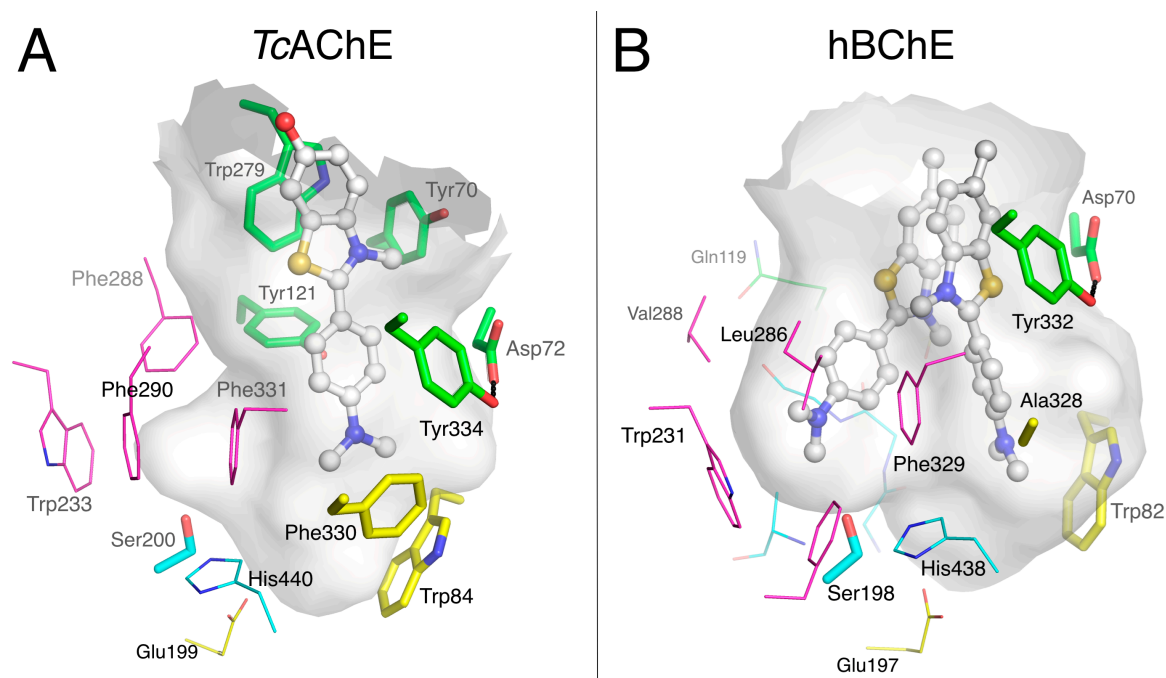 A
TcAChE
Trp279
Tyr70
Phe288
Tyr121
Asp72
Phe290
Phe331
Tyr334
Trp233
Phe330
Ser200
His440
Trp84
Glu199
B
hBChE
Asp70
Gln119
Val288
Leu286
Tyr332
Ala328
Trp231
Phe329
Trp82
His438
Ser198
Glu197